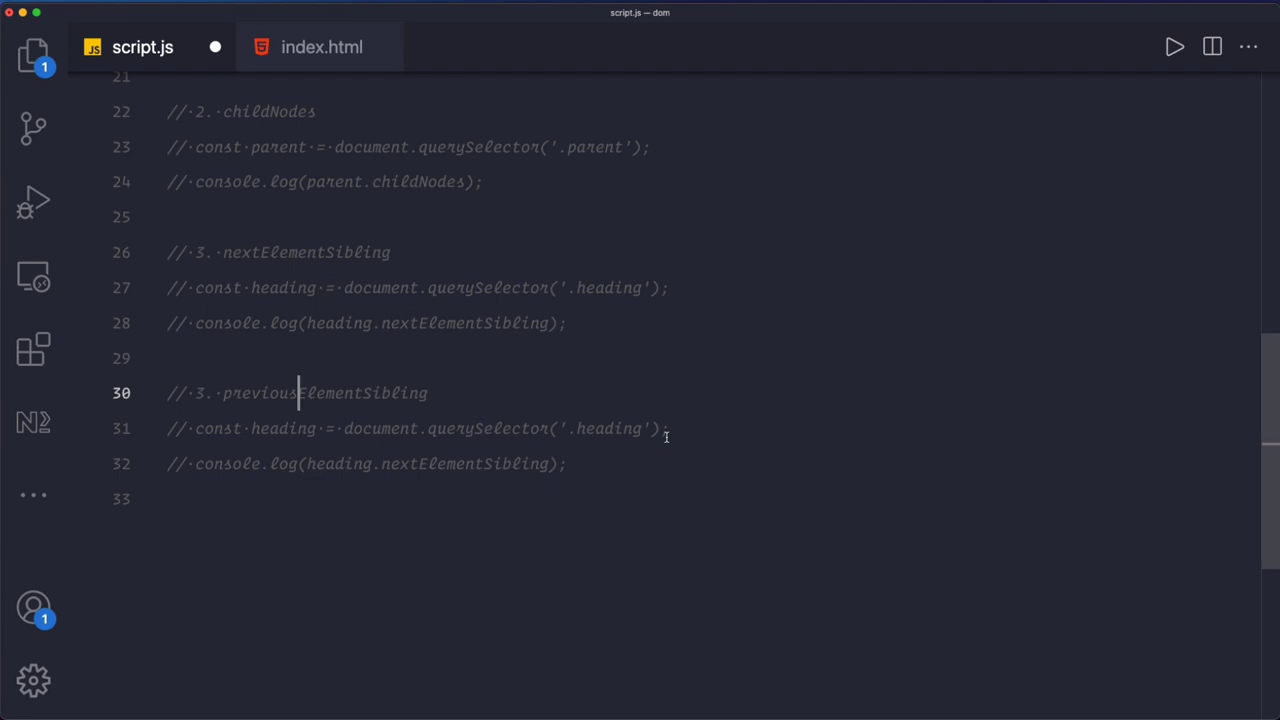 script.js — dom
JS script.js
index.html
21
22 // 2. childNodes
23 // const parent = document.querySelector('.parent');
24 // console.log(parent.childNodes);
25
26 // 3. nextElementSibling
27 // const heading = document.querySelector('.heading');
28 // console.log(heading.nextElementSibling);
29
30 // 3. previousElementSibling
31 // const heading = document.querySelector('.heading');
32 // console.log(heading.nextElementSibling);
33
1
N2
1